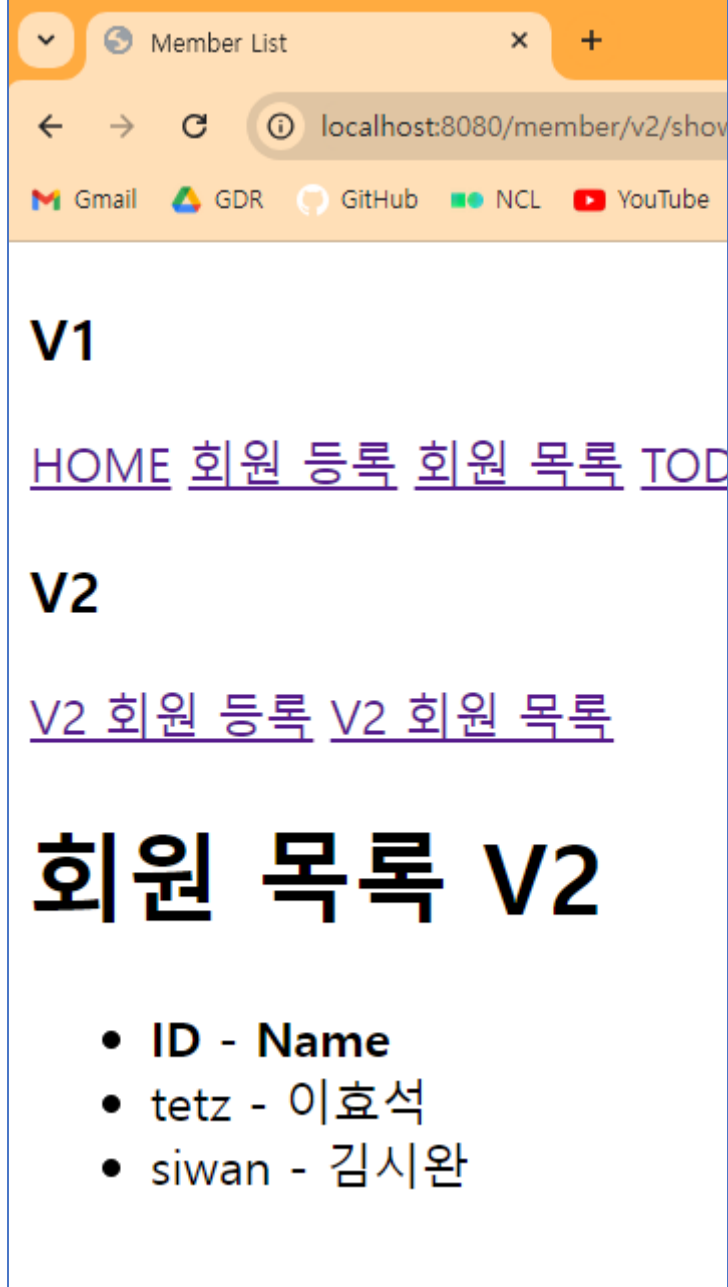 Member List
localhost:8080/member/v2/show
Gmail GDR GitHub NCL YouTube
V1
HOME 회원 등록 회원 목록 TOD
V2
V2 회원 등록 V2 회원 목록
회원 목록 V2
ID - Name
tetz - 이효석
siwan - 김시완